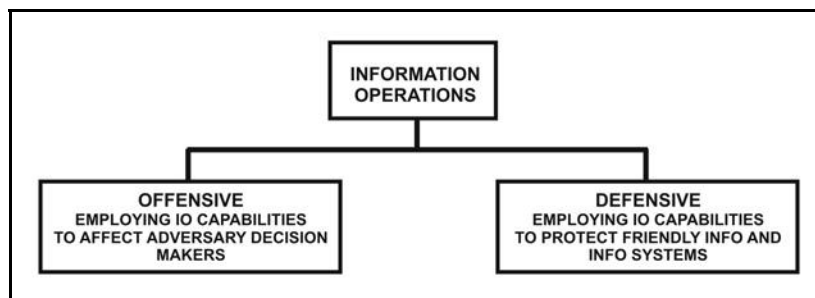 INFORMATION
OPERATIONS
OFFENSIVE
EMPLOYING IO CAPABILITIES
TO AFFECT ADVERSARY DECISION
MAKERS
DEFENSIVE
EMPLOYING IO CAPABILITIES
TO PROTECT FRIENDLY INFO AND
INFO SYSTEMS